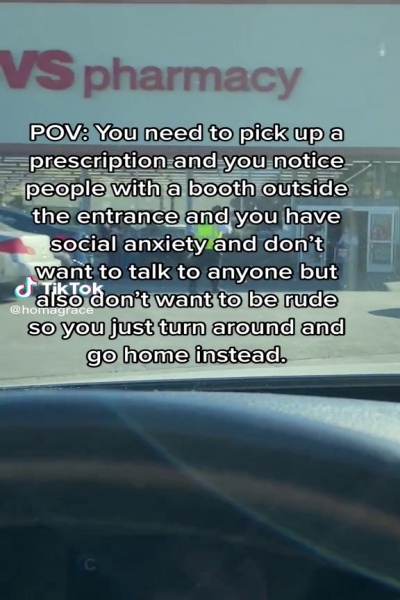 VS pharmacy
POV: You need to pick up a
prescription and you notice
people with a booth outside
the entrance and you have
social anxiety and don't
want to talk to anyone but
also don't want to be rude
so you just turn around and
go home instead.
TikTok
@homagrace
C